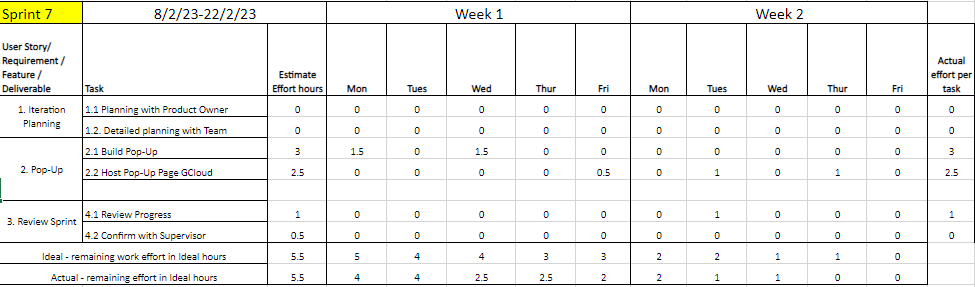 Sprint 7 8/2/23-22/2/23 Week 1 Week 2
User Story/ Requirement / Feature / Deliverable Task Estimate Effort hours Mon Tues Wed Thur Fri Mon Tues Wed Thur Fri Actual effort per task
1. Iteration Planning 1.1 Planning with Product Owner 0 0 0 0 0 0 0 0 0 0 0 0
1.2. Detailed planning with Team 0 0 0 0 0 0 0 0 0 0 0 0
2. Pop-Up 2.1 Build Pop-Up 3 1.5 0 1.5 0 0 0 0 0 0 0 3
2.2 Host Pop-Up Page GCloud 2.5 0 0 0 0 0.5 0 1 0 1 0 2.5
3. Review Sprint 4.1 Review Progress 1 0 0 0 0 0 0 1 0 0 0 1
4.2 Confirm with Supervisor 0.5 0 0 0 0 0 0 0 0 0 0 0
Ideal - remaining work effort in Ideal hours 5.5 5 4 4 3 3 2 2 1 1 0
Actual - remaining effort in Ideal hours 5.5 4 4 2.5 2.5 2 2 1 1 0 0